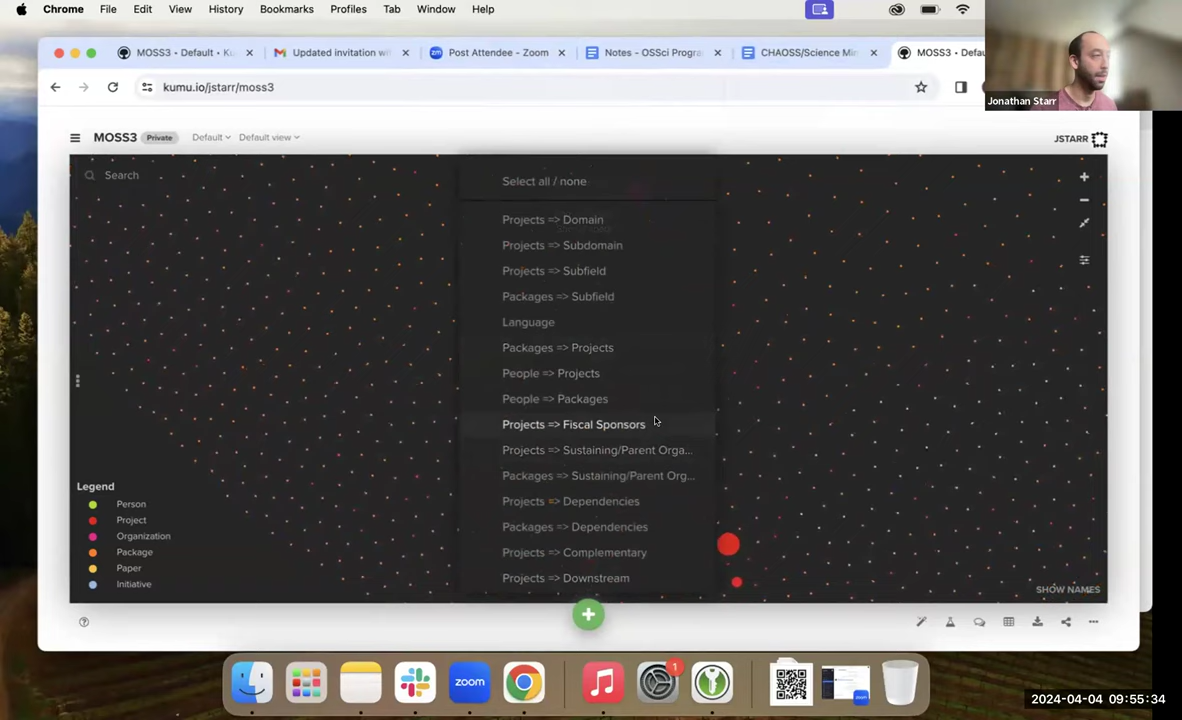 Chrome File Edit View History Bookmarks Profiles Tab Window Help
MOSS3 • Default • Ku
Updated invitation w
Post Attendee - Zoom
Notes - OSSci Progra
CHAOSS/Science Mi
MOSS3 • Defau
kumu.io/jstarr/moss3
Jonathan Starr
MOSS3 Private Default Default view
JSTARR
Search
Select all / none
Projects => Domain
Projects => Subdomain
Projects => Subfield
Packages => Subfield
Language
Packages => Projects
People => Projects
People => Packages
Projects => Fiscal Sponsors
Projects => Sustaining/Parent Orga...
Packages => Sustaining/Parent Org...
Projects => Dependencies
Packages => Dependencies
Projects => Complementary
Projects => Downstream
Legend
Person
Project
Organization
Package
Paper
Initiative
SHOW NAMES
zoom
1
2024-04-04 09:55:34